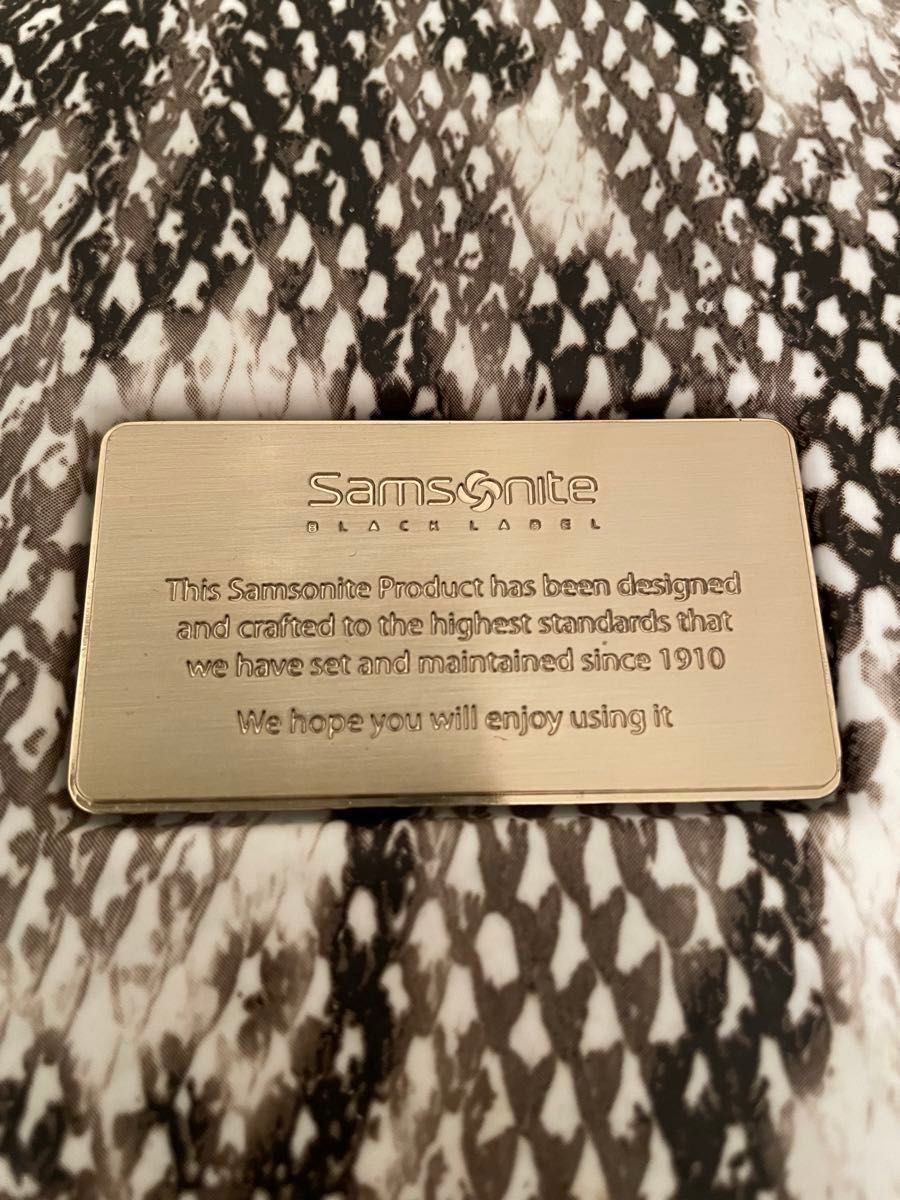 Samsonite
BLACK LABEL
This Samsonite Product has been designed
and crafted to the highest standards that
we have set and maintained since 1910
We hope you will enjoy using it